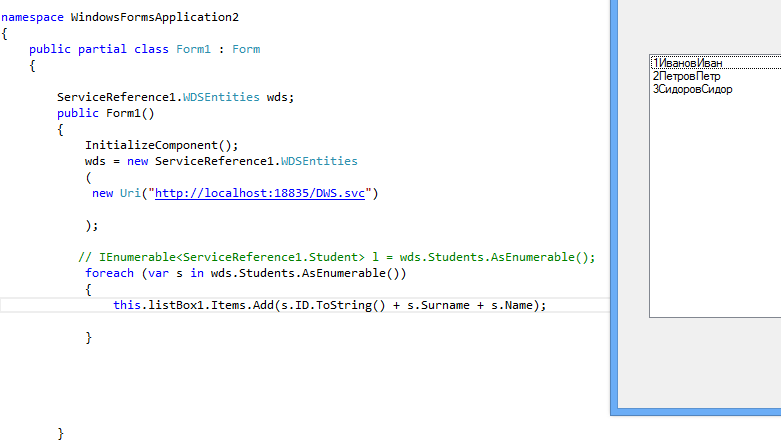 namespace WindowsFormsApplication2
{
public partial class Form1 : Form
{
ServiceReference1.WDSEntities wds;
public Form1()
{
InitializeComponent();
wds = new ServiceReference1.WDSEntities
(
new Uri("http://localhost:18835/DWS.svc")
);
// IEnumerable<ServiceReference1.Student> l = wds.Students.AsEnumerable();
foreach (var s in wds.Students.AsEnumerable())
{
this.listBox1.Items.Add(s.ID.ToString() + s.Surname + s.Name);
}
}
1ИвановИван
2ПетровПетр
3СидоровСидор